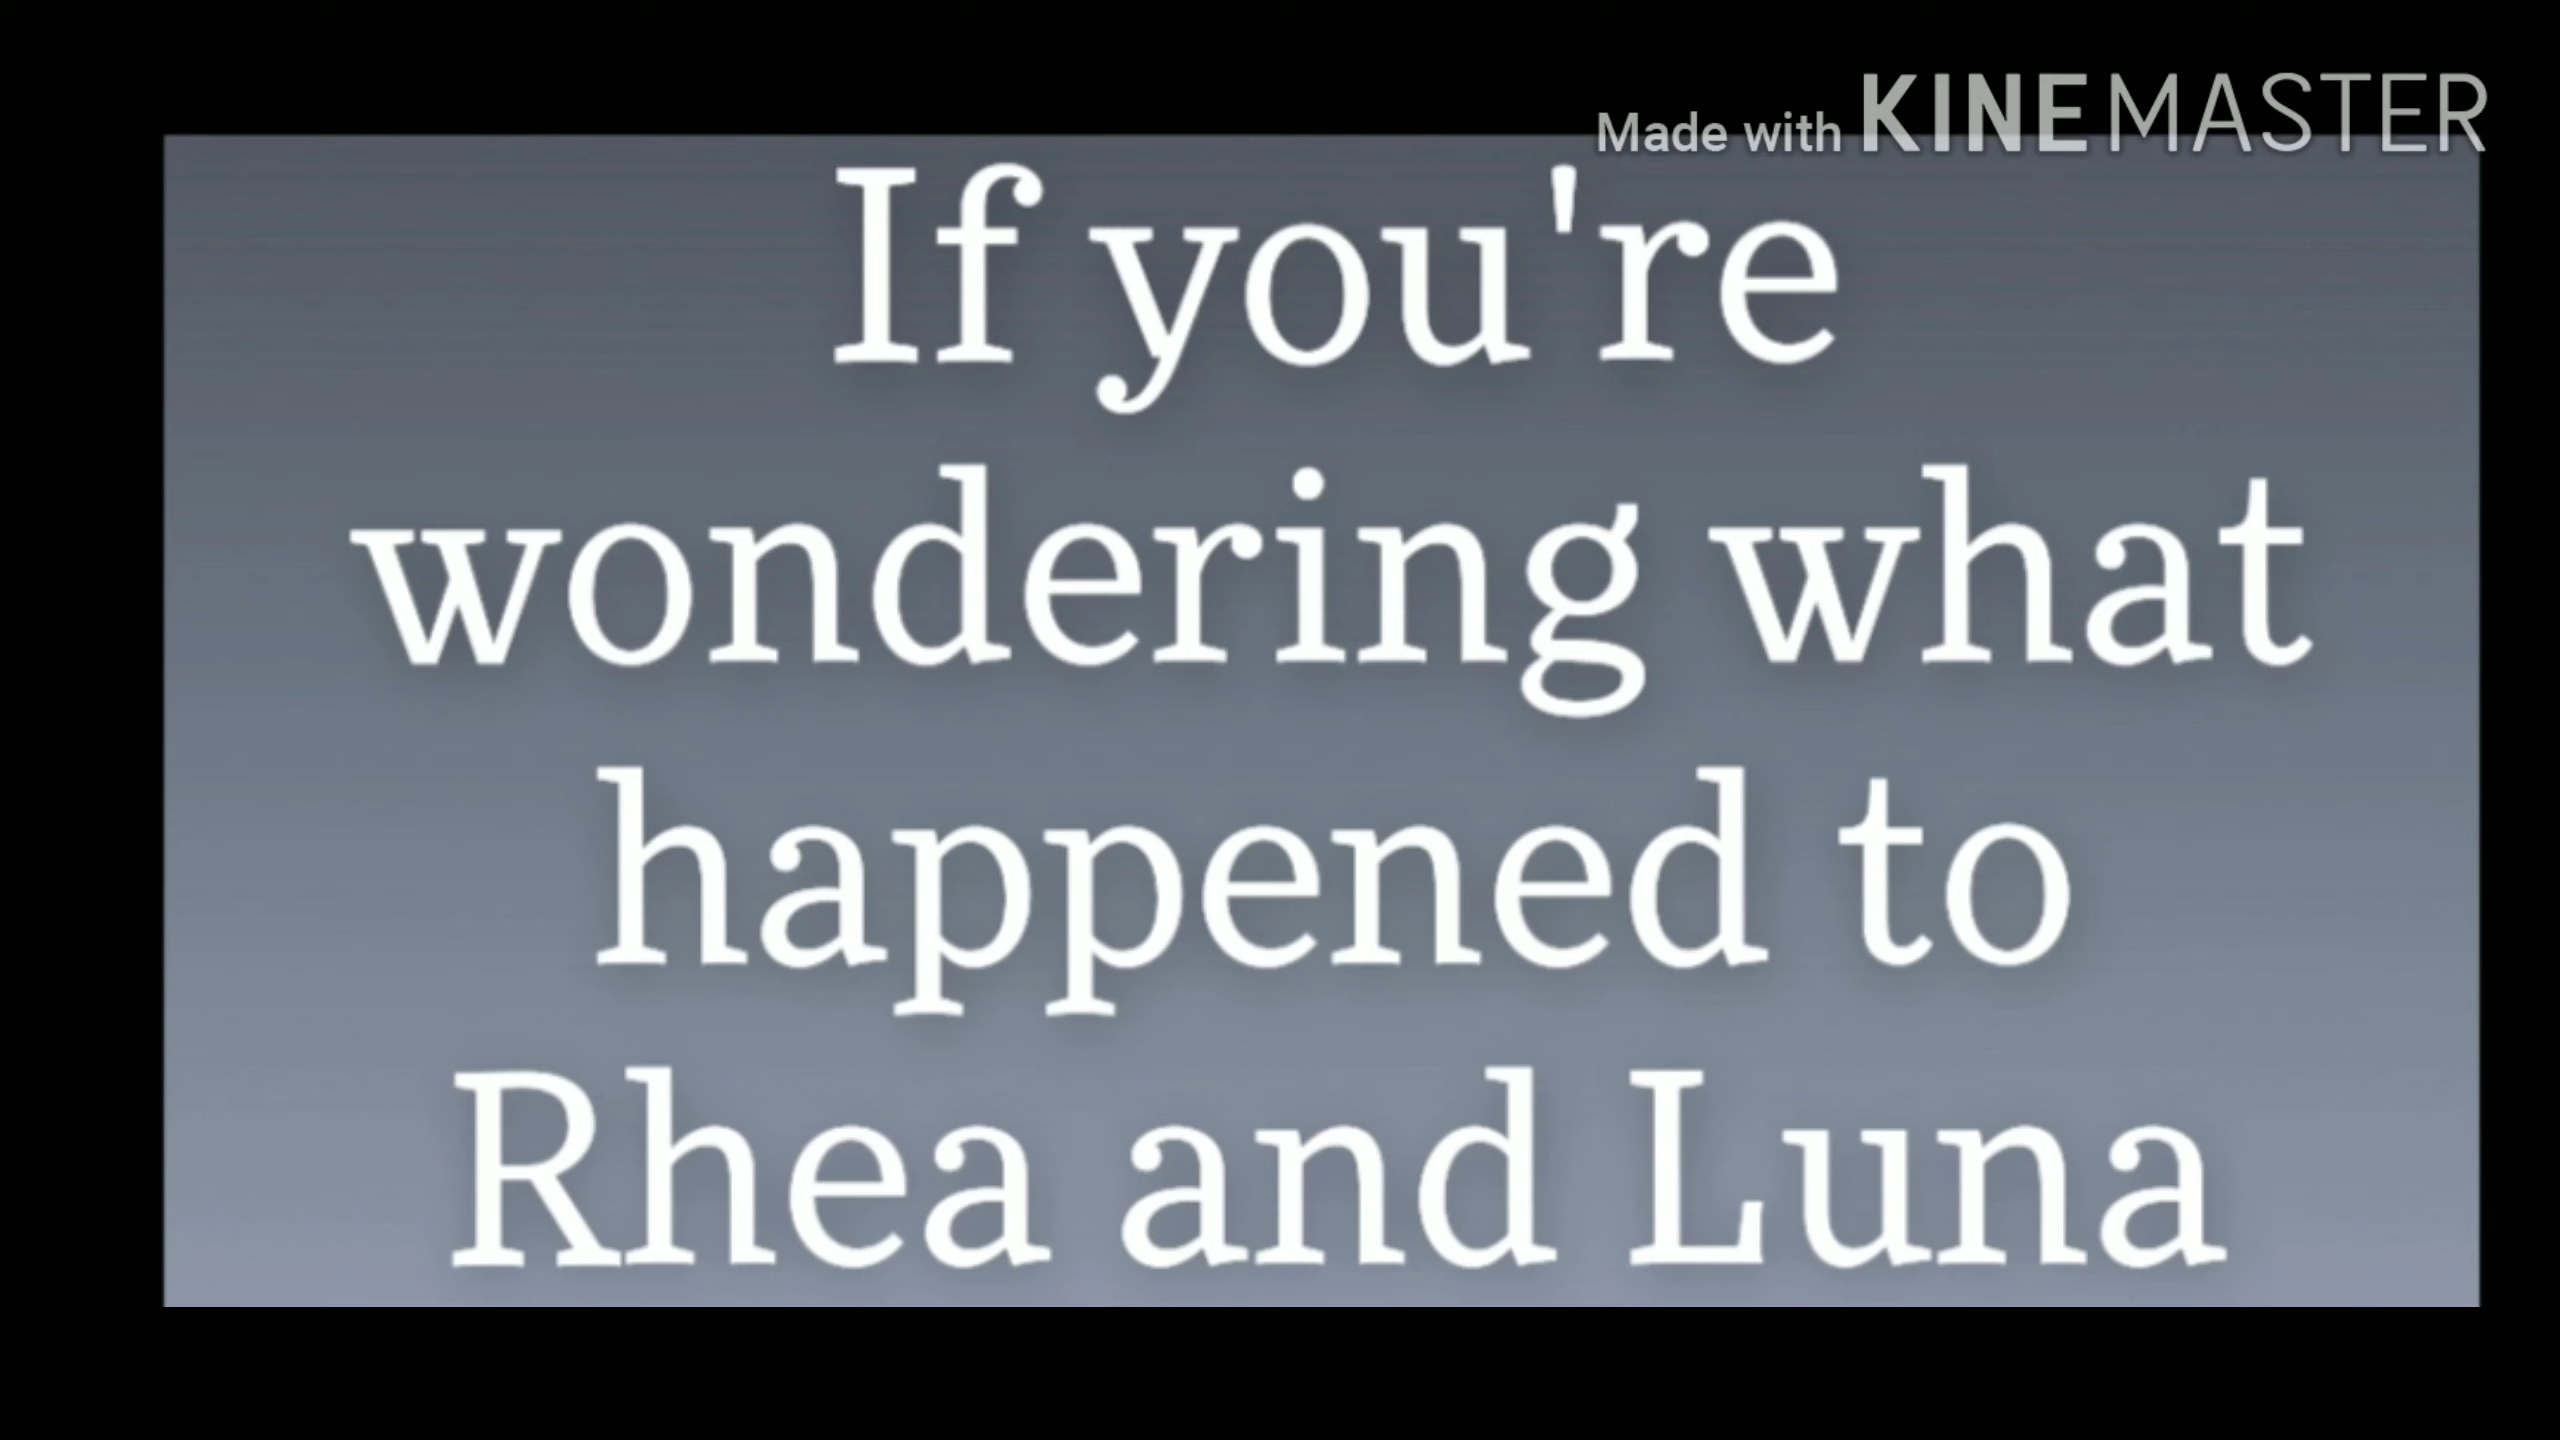 Made with KINEMASTER
If you're
wondering what
happened to
Rhea and Luna